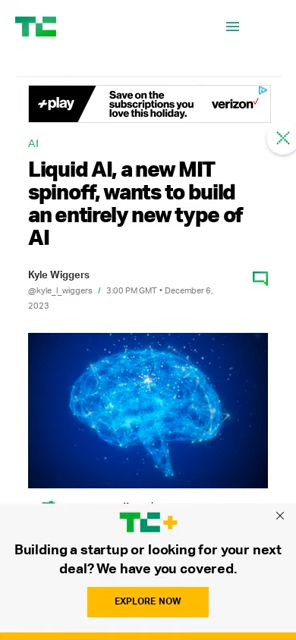 TC
+play
Save on the
subscriptions you
love this holiday.
verizon✓
AI
Liquid AI, a new MIT
spinoff, wants to build
an entirely new type of
AI
Kyle Wiggers
@kyle_l_wiggers / 3:00 PM GMT • December 6,
2023
TC+
Building a startup or looking for your next
deal? We have you covered.
EXPLORE NOW